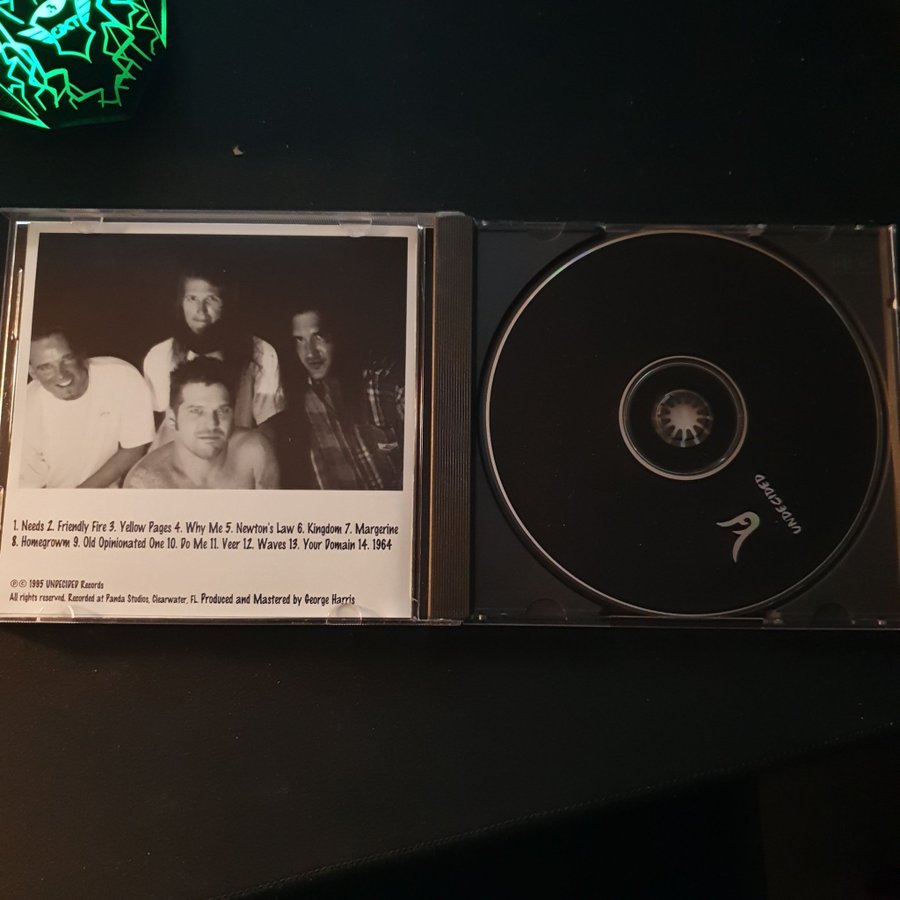 1. Needs 2. Friendly Fire 3. Yellow Pages 4. Why Me 5. Newton's Law 6. Kingdom 7. Margerine
8. Homegrowm 9. Old Opinionated One 10. Do Me 11. Veer 12. Waves 13. Your Domain 14. 1964
℗ © 1995 UNDECIDED Records
All rights reserved. Recorded at Panda Studios, Clearwater, FL Produced and Mastered by George Harris
UNDECIDED